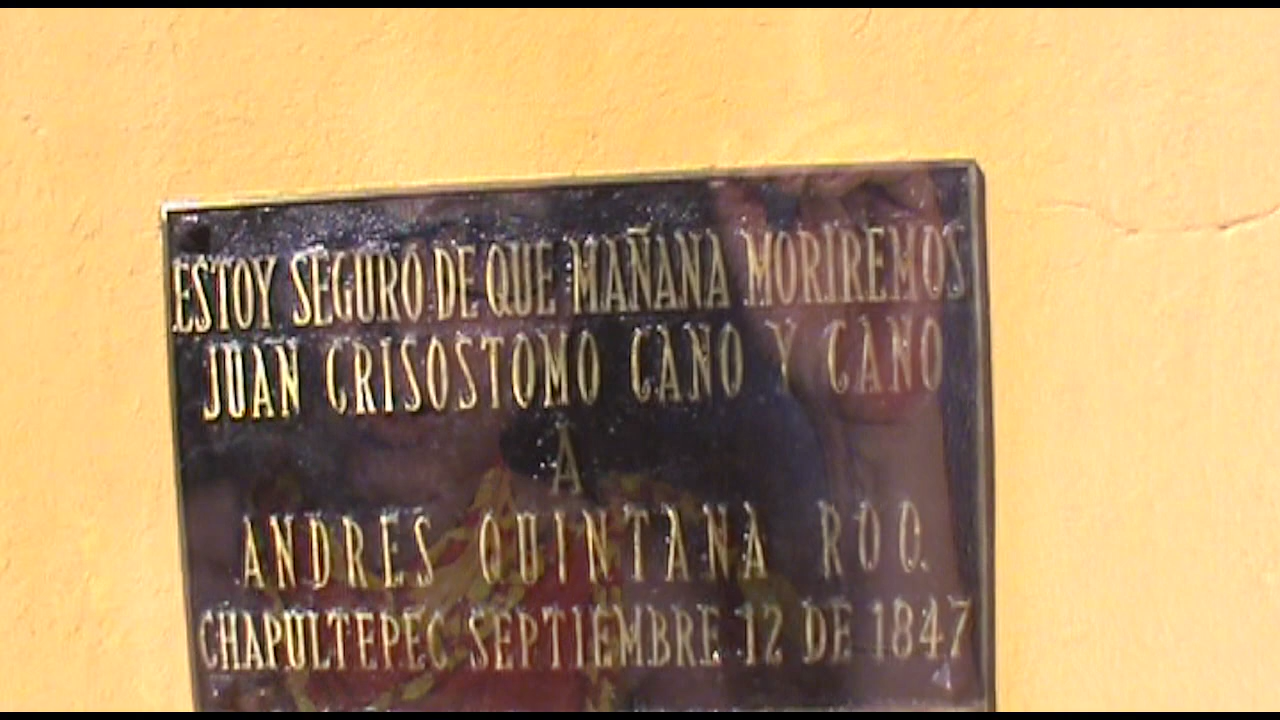 ESTOY SEGURO DE QUE MAÑANA MORIREMOS
JUAN CRISOSTOMO CANO Y CANO
A
ANDRES QUINTANA ROO.
CHAPULTEPEC SEPTIEMBRE 12 DE 1847